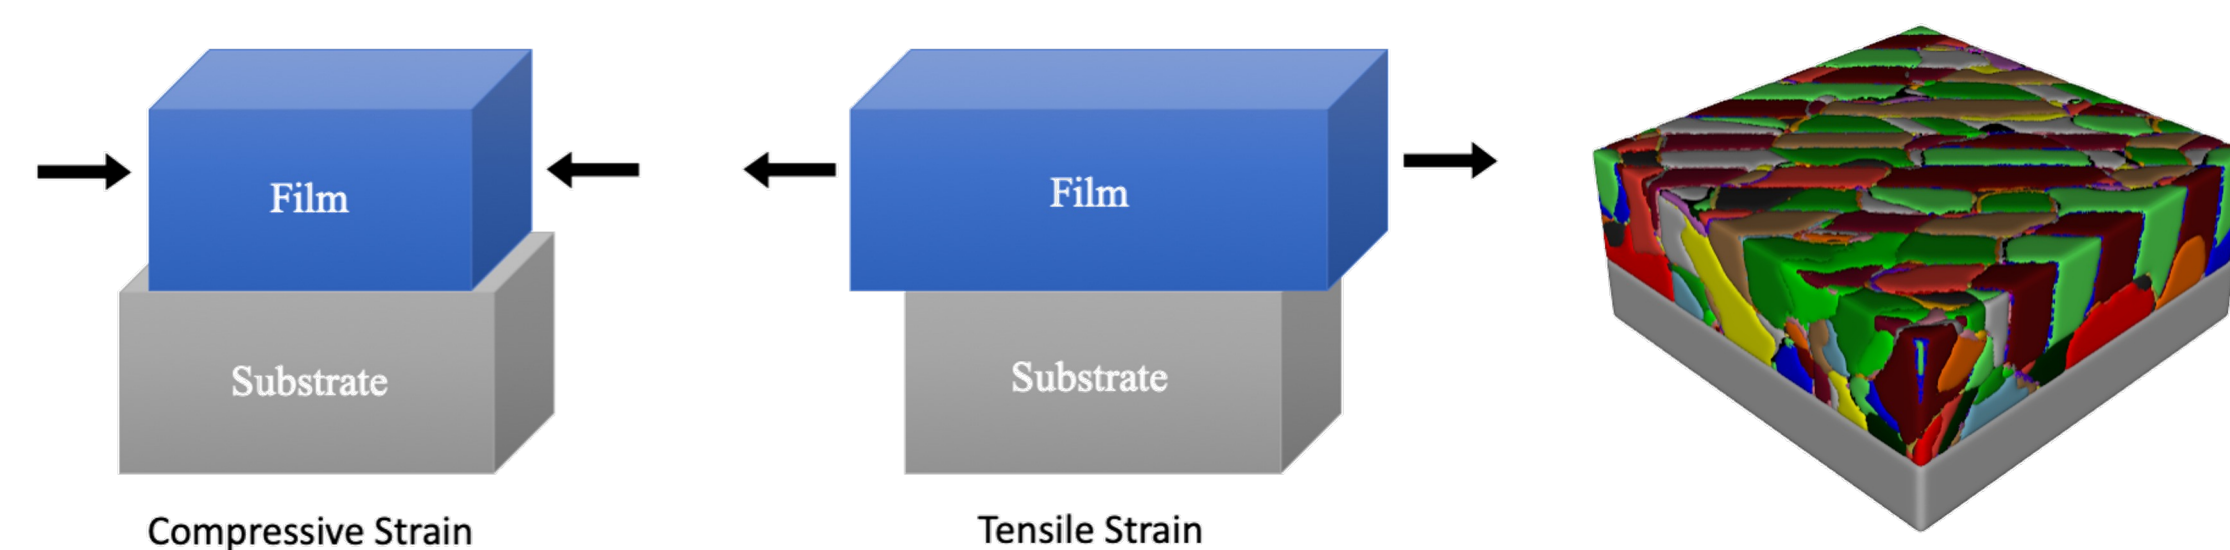 Film
Substrate
Compressive Strain
Film
Substrate
Tensile Strain